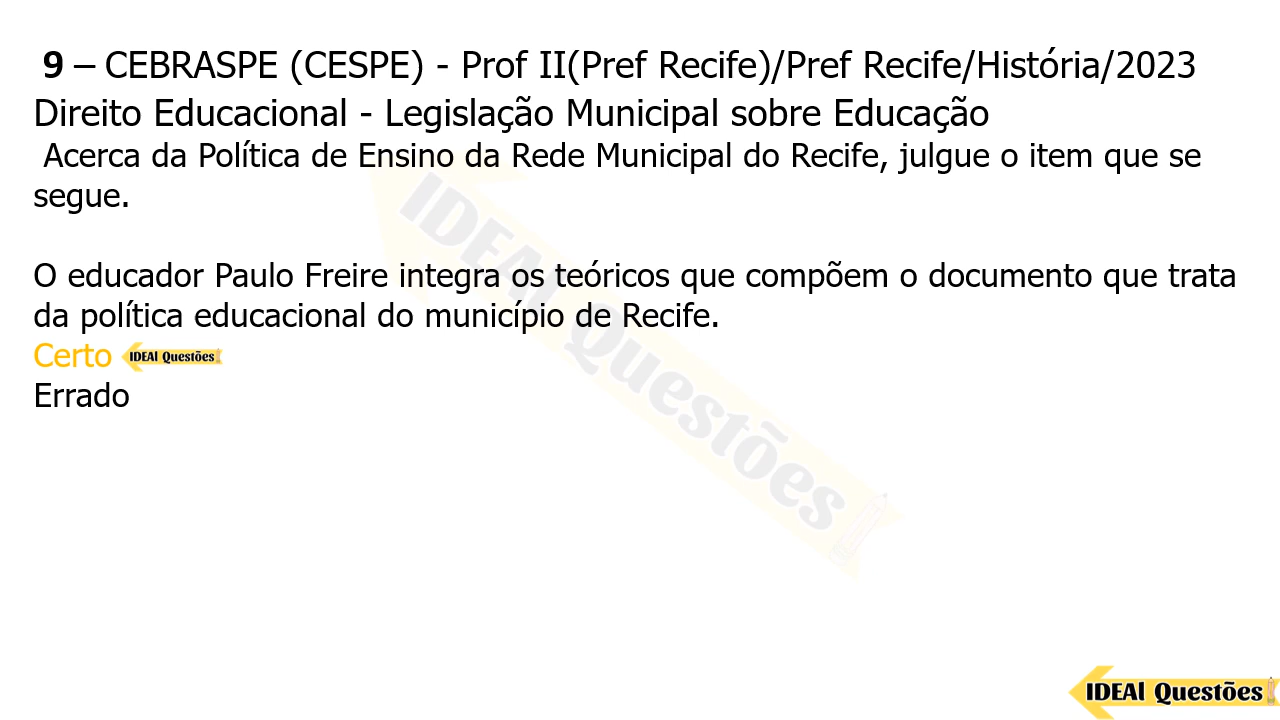 9 – CEBRASPE (CESPE) - Prof II(Pref Recife)/Pref Recife/História/2023
Direito Educacional - Legislação Municipal sobre Educação
Acerca da Política de Ensino da Rede Municipal do Recife, julgue o item que se
segue.
O educador Paulo Freire integra os teóricos que compõem o documento que trata
da política educacional do município de Recife.
Certo IDEAl Questões
Errado
IDEAl Questões
IDEAl Questões